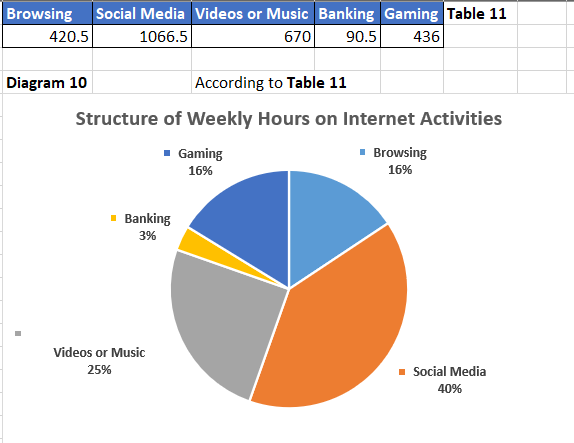 Browsing Social Media Videos or Music Banking Gaming Table 11
420.5 1066.5 670 90.5 436
Diagram 10 According to Table 11
Structure of Weekly Hours on Internet Activities
Gaming
16%
Browsing
16%
Banking
3%
Videos or Music
25%
Social Media
40%